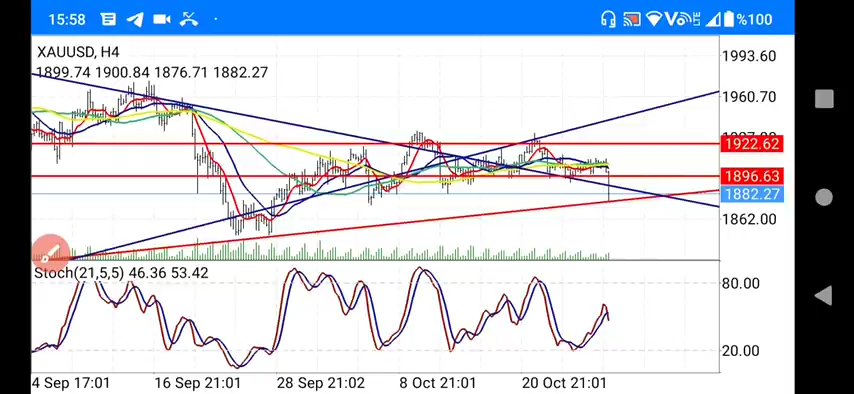 15:58 VoLTE %100
XAUUSD, H4
1899.74 1900.84 1876.71 1882.27
1993.60
1960.70
1922.62
1896.63
1882.27
1862.00
Stoch(21,5,5) 46.36 53.42
80.00
20.00
4 Sep 17:01 16 Sep 21:01 28 Sep 21:02 8 Oct 21:01 20 Oct 21:01